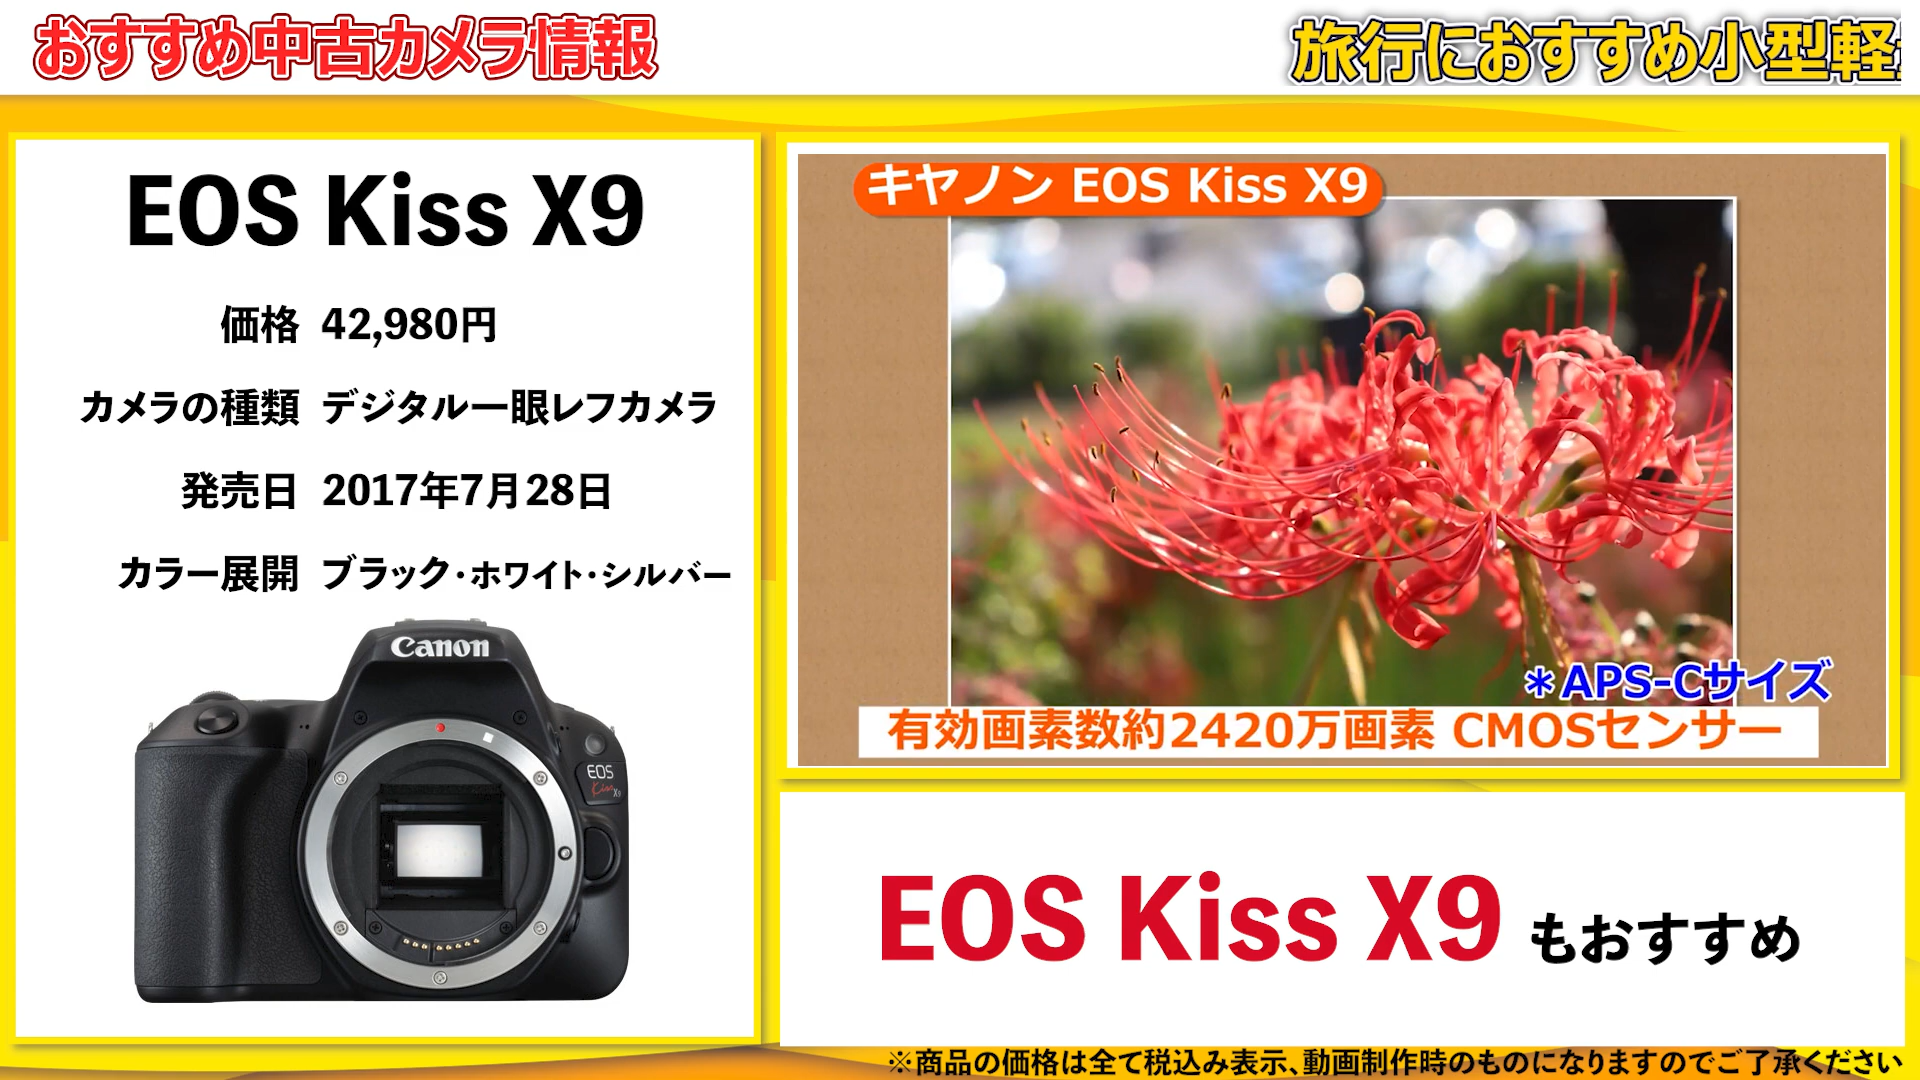 おすすめ中古カメラ情報
旅行におすすめ小型軽
EOS Kiss X9
価格 42,980円
カメラの種類 デジタル一眼レフカメラ
発売日 2017年7月28日
カラー展開 ブラック・ホワイト・シルバー
Canon
EOS
Kiss X9
キヤノン EOS Kiss X9
*APS-Cサイズ
有効画素数約2420万画素 CMOSセンサー
EOS Kiss X9 もおすすめ
※商品の価格は全て税込み表示、動画制作時のものになりますのでご了承ください